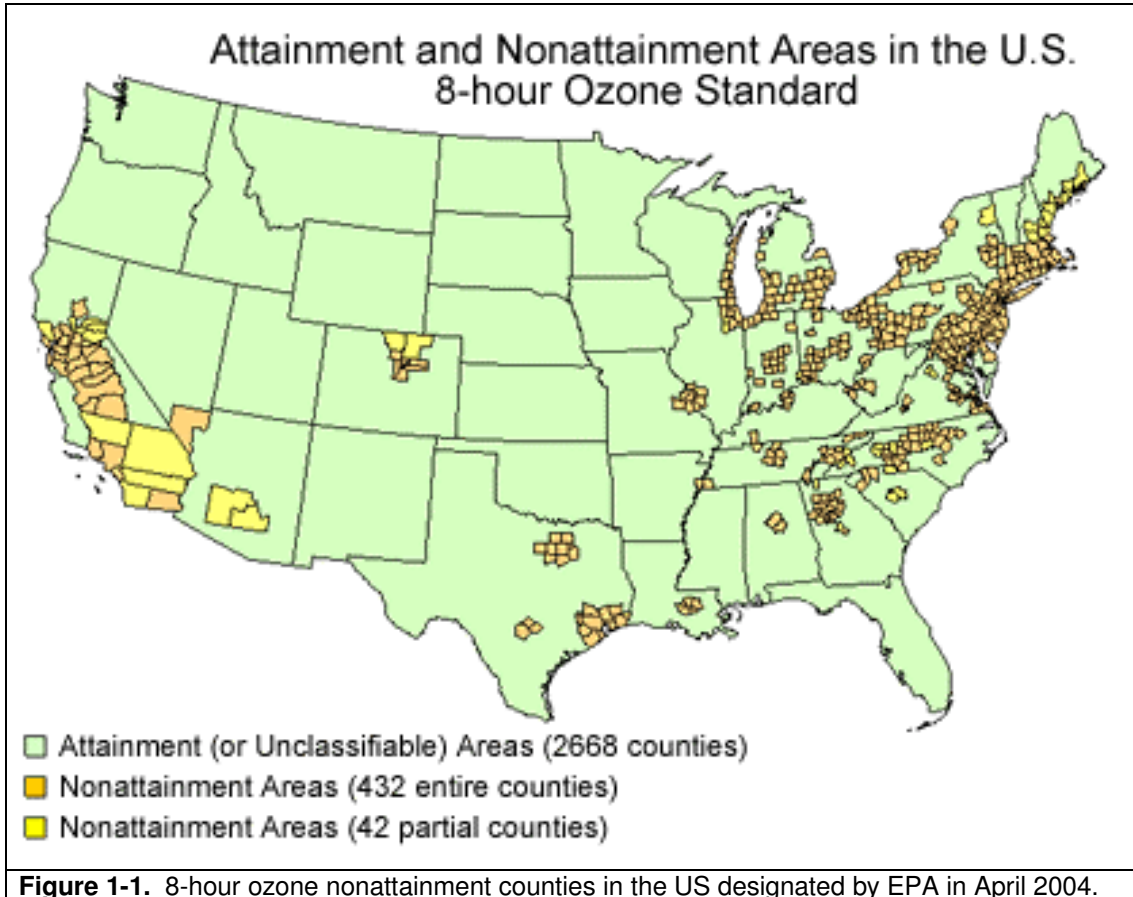 Attainment and Nonattainment Areas in the U.S.
8-hour Ozone Standard
Attainment (or Unclassifiable) Areas (2668 counties)
Nonattainment Areas (432 entire counties)
Nonattainment Areas (42 partial counties)
Figure 1-1. 8-hour ozone nonattainment counties in the US designated by EPA in April 2004.